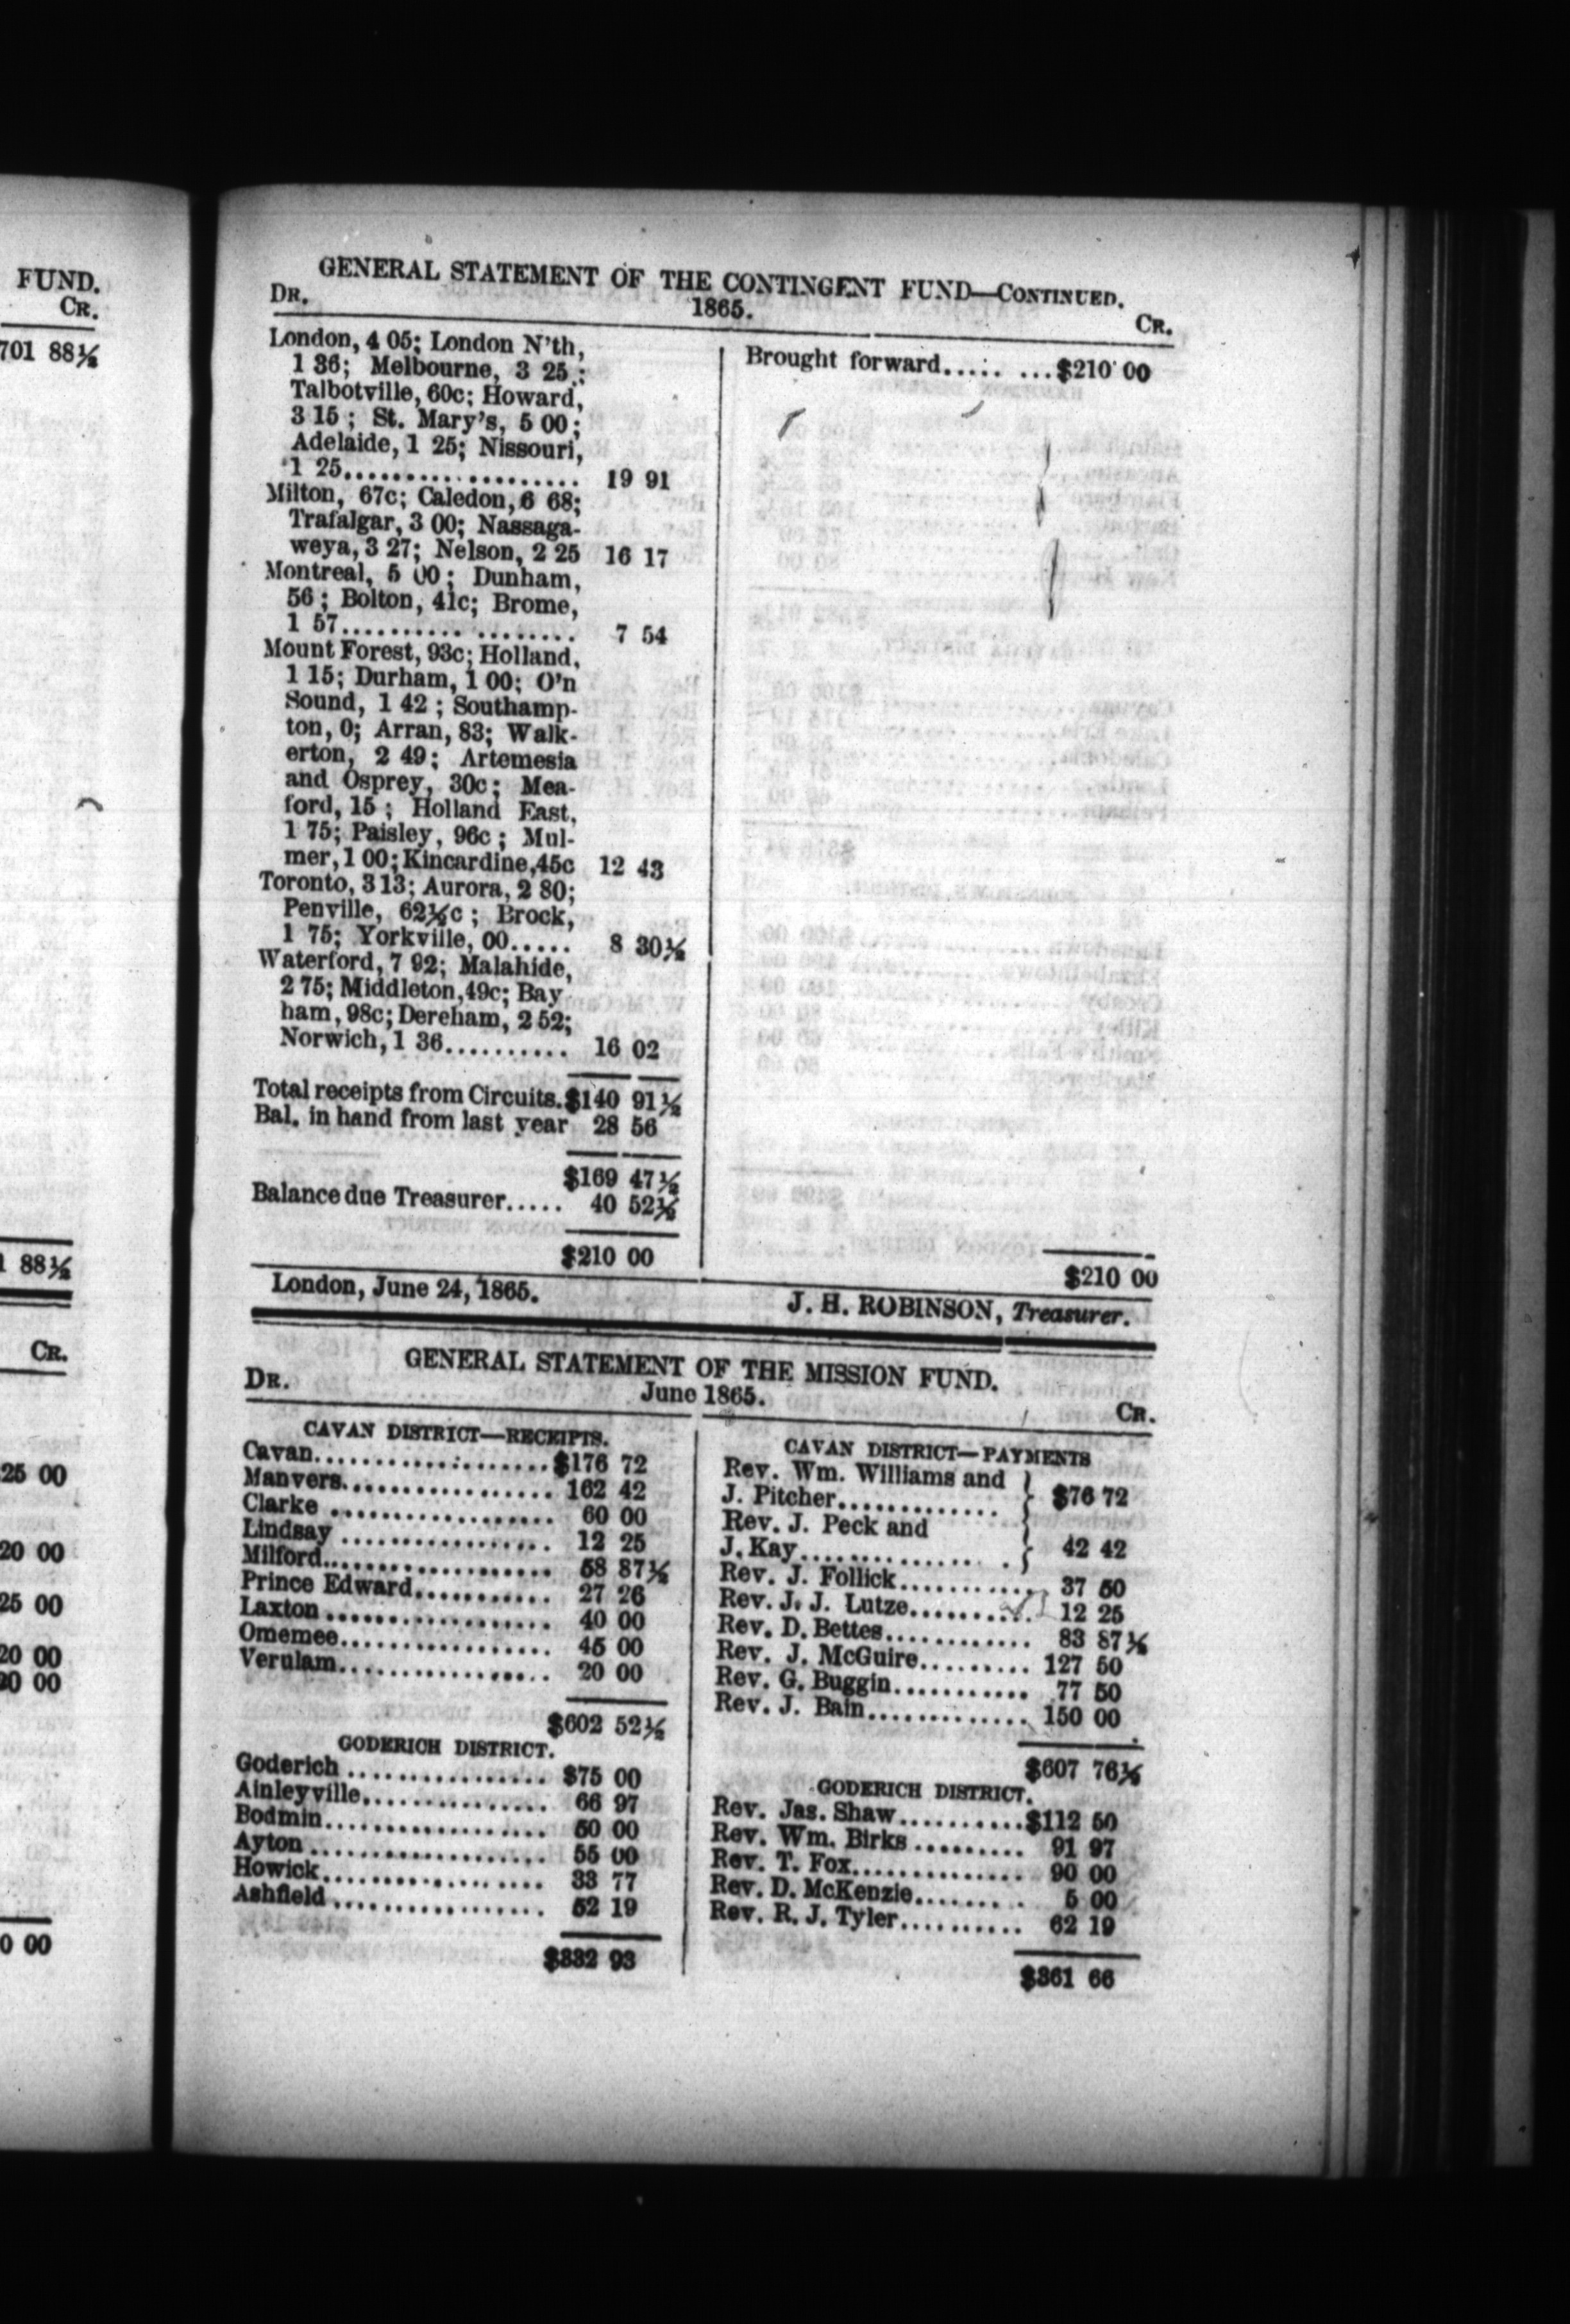 FUND.
CR.
701 88½
1 88½
CR.
25 00
20 00
25 00
20 00
20 00
0 00
GENERAL STATEMENT OF THE CONTINGENT FUND—CONTINUED.
DR.
1865.
CR.
London, 4 05; London N'th,
1 36; Melbourne, 3 25;
Talbotville, 60c; Howard,
3 15; St. Mary's, 5 00;
Adelaide, 1 25; Nissouri,
1 25.................... 19 91
Milton, 67c; Caledon, 6 68;
Trafalgar, 3 00; Nassaga-
weya, 3 27; Nelson, 2 25 16 17
Montreal, 5 00; Dunham,
56; Bolton, 41c; Brome,
1 57.................... 7 54
Mount Forest, 93c; Holland,
1 15; Durham, 1 00; O'n
Sound, 1 42; Southamp-
ton, 0; Arran, 83; Walk-
erton, 2 49; Artemesia
and Osprey, 30c; Mea-
ford, 15; Holland East,
1 75; Paisley, 96c; Mul-
mer, 1 00; Kincardine, 45c 12 43
Toronto, 3 13; Aurora, 2 80;
Penville, 62½c; Brock,
1 75; Yorkville, 00..... 8 30½
Waterford, 7 92; Malahide,
2 75; Middleton, 49c; Bay
ham, 98c; Dereham, 2 52;
Norwich, 1 36.......... 16 02
Total receipts from Circuits. $140 91½
Bal. in hand from last year 28 56
$169 47½
Balance due Treasurer..... 40 52½
$210 00
Brought forward..... ...$210 00
$210 00
London, June 24, 1865.
J. H. ROBINSON, Treasurer.
GENERAL STATEMENT OF THE MISSION FUND.
DR.
June 1865.
CR.
CAVAN DISTRICT—RECEIPTS.
Cavan....................$176 72
Manvers.................. 162 42
Clarke .................. 60 00
Lindsay ................. 12 25
Milford.................. 58 87½
Prince Edward........... 27 26
Laxton .................. 40 00
Omemee................. 45 00
Verulam................. 20 00
$602 52½
GODERICH DISTRICT.
Goderich ................ $75 00
Ainleyville............... 66 97
Bodmin.................. 50 00
Ayton ................... 55 00
Howick.................. 33 77
Ashfield ................. 52 19
$332 93
CAVAN DISTRICT—PAYMENTS
Rev. Wm. Williams and
J. Pitcher............. } $76 72
Rev. J. Peck and
J. Kay............... } 42 42
Rev. J. Follick........... 37 50
Rev. J. J. Lutze.......... 12 25
Rev. D. Bettes............ 83 87½
Rev. J. McGuire......... 127 50
Rev. G. Buggin........... 77 50
Rev. J. Bain............. 150 00
$607 76½
GODERICH DISTRICT.
Rev. Jas. Shaw..........$112 50
Rev. Wm. Birks ......... 91 97
Rev. T. Fox.............. 90 00
Rev. D. McKenzie........ 5 00
Rev. R. J. Tyler.......... 62 19
$361 66